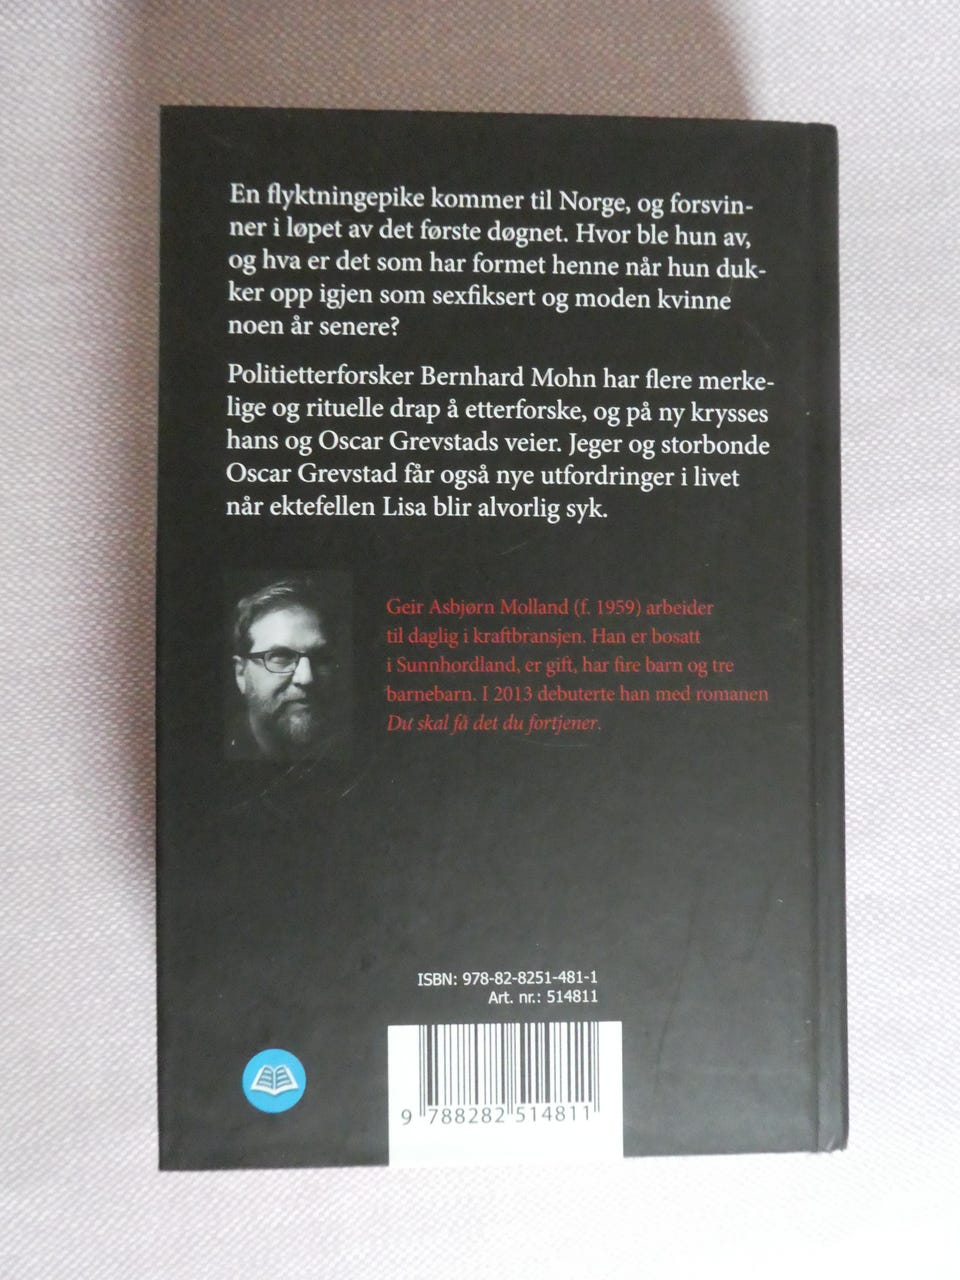 En flyktningepike kommer til Norge, og forsvin-
ner i løpet av det første døgnet. Hvor ble hun av,
og hva er det som har formet henne når hun duk-
ker opp igjen som sexfiksert og moden kvinne
noen år senere?
Politietterforsker Bernhard Mohn har flere merke-
lige og rituelle drap å etterforske, og på ny krysses
hans og Oscar Grevstads veier. Jeger og storbonde
Oscar Grevstad får også nye utfordringer i livet
når ektefellen Lisa blir alvorlig syk.
Geir Asbjørn Molland (f. 1959) arbeider
til daglig i kraftbransjen. Han er bosatt
i Sunnhordland, er gift, har fire barn og tre
barnebarn. I 2013 debuterte han med romanen
Du skal få det du fortjener.
ISBN: 978-82-8251-481-1
Art. nr.: 514811
9 788282 514811